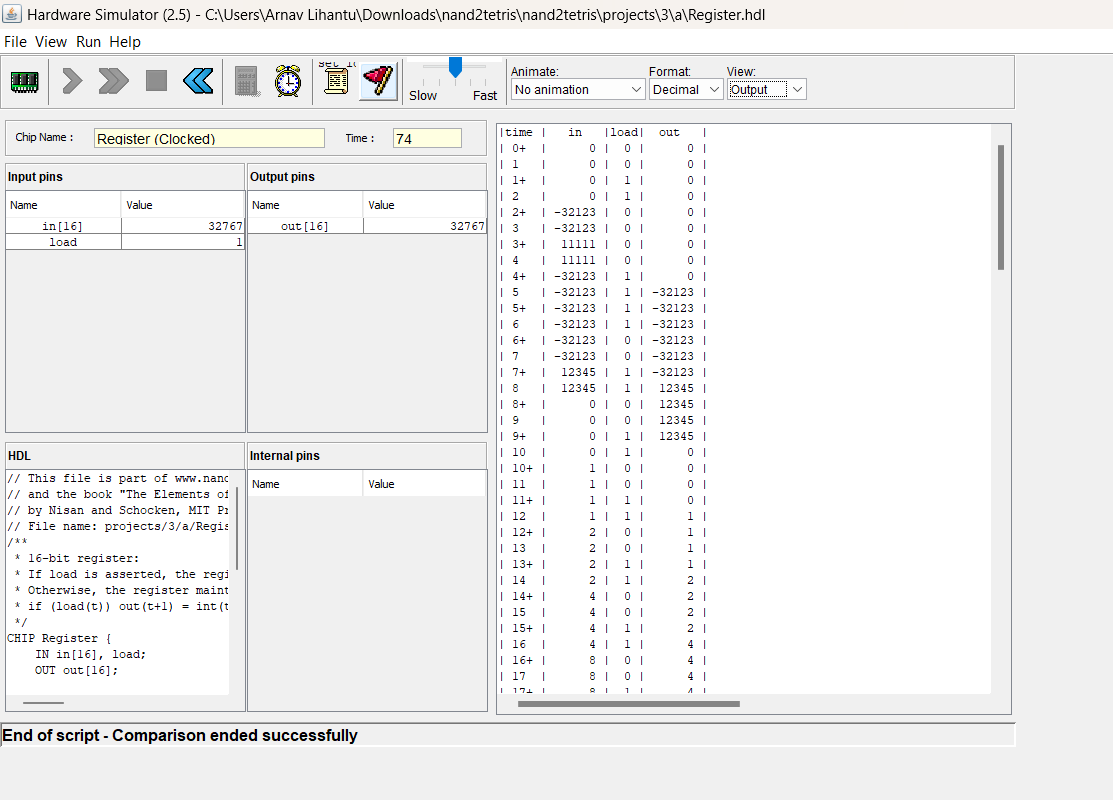 Hardware Simulator (2.5) - C:\Users\Arnav Lihantu\Downloads\nand2tetris\nand2tetris\projects\3\a\Register.hdl
File View Run Help
Slow Fast
Animate: Format: View:
No animation Decimal Output
Chip Name : Register (Clocked) Time : 74
Input pins
Name Value
in[16] 32767
load 1
Output pins
Name Value
out[16] 32767
HDL
// This file is part of www.nand
// and the book "The Elements of
// by Nisan and Schocken, MIT Pr
// File name: projects/3/a/Regis
/**
* 16-bit register:
* If load is asserted, the regi
* Otherwise, the register maint
* if (load(t)) out(t+1) = int(t
*/
CHIP Register {
IN in[16], load;
OUT out[16];
Internal pins
Name Value
|time | in |load| out |
| 0+ | 0 | 0 | 0 |
| 1 | 0 | 0 | 0 |
| 1+ | 0 | 1 | 0 |
| 2 | 0 | 1 | 0 |
| 2+ | -32123 | 0 | 0 |
| 3 | -32123 | 0 | 0 |
| 3+ | 11111 | 0 | 0 |
| 4 | 11111 | 0 | 0 |
| 4+ | -32123 | 1 | 0 |
| 5 | -32123 | 1 | -32123 |
| 5+ | -32123 | 1 | -32123 |
| 6 | -32123 | 1 | -32123 |
| 6+ | -32123 | 0 | -32123 |
| 7 | -32123 | 0 | -32123 |
| 7+ | 12345 | 1 | -32123 |
| 8 | 12345 | 1 | 12345 |
| 8+ | 0 | 0 | 12345 |
| 9 | 0 | 0 | 12345 |
| 9+ | 0 | 1 | 12345 |
| 10 | 0 | 1 | 0 |
| 10+ | 1 | 0 | 0 |
| 11 | 1 | 0 | 0 |
| 11+ | 1 | 1 | 0 |
| 12 | 1 | 1 | 1 |
| 12+ | 2 | 0 | 1 |
| 13 | 2 | 0 | 1 |
| 13+ | 2 | 1 | 1 |
| 14 | 2 | 1 | 2 |
| 14+ | 4 | 0 | 2 |
| 15 | 4 | 0 | 2 |
| 15+ | 4 | 1 | 2 |
| 16 | 4 | 1 | 4 |
| 16+ | 8 | 0 | 4 |
| 17 | 8 | 0 | 4 |
| 17+ | 8 | 1 | 4 |
End of script - Comparison ended successfully